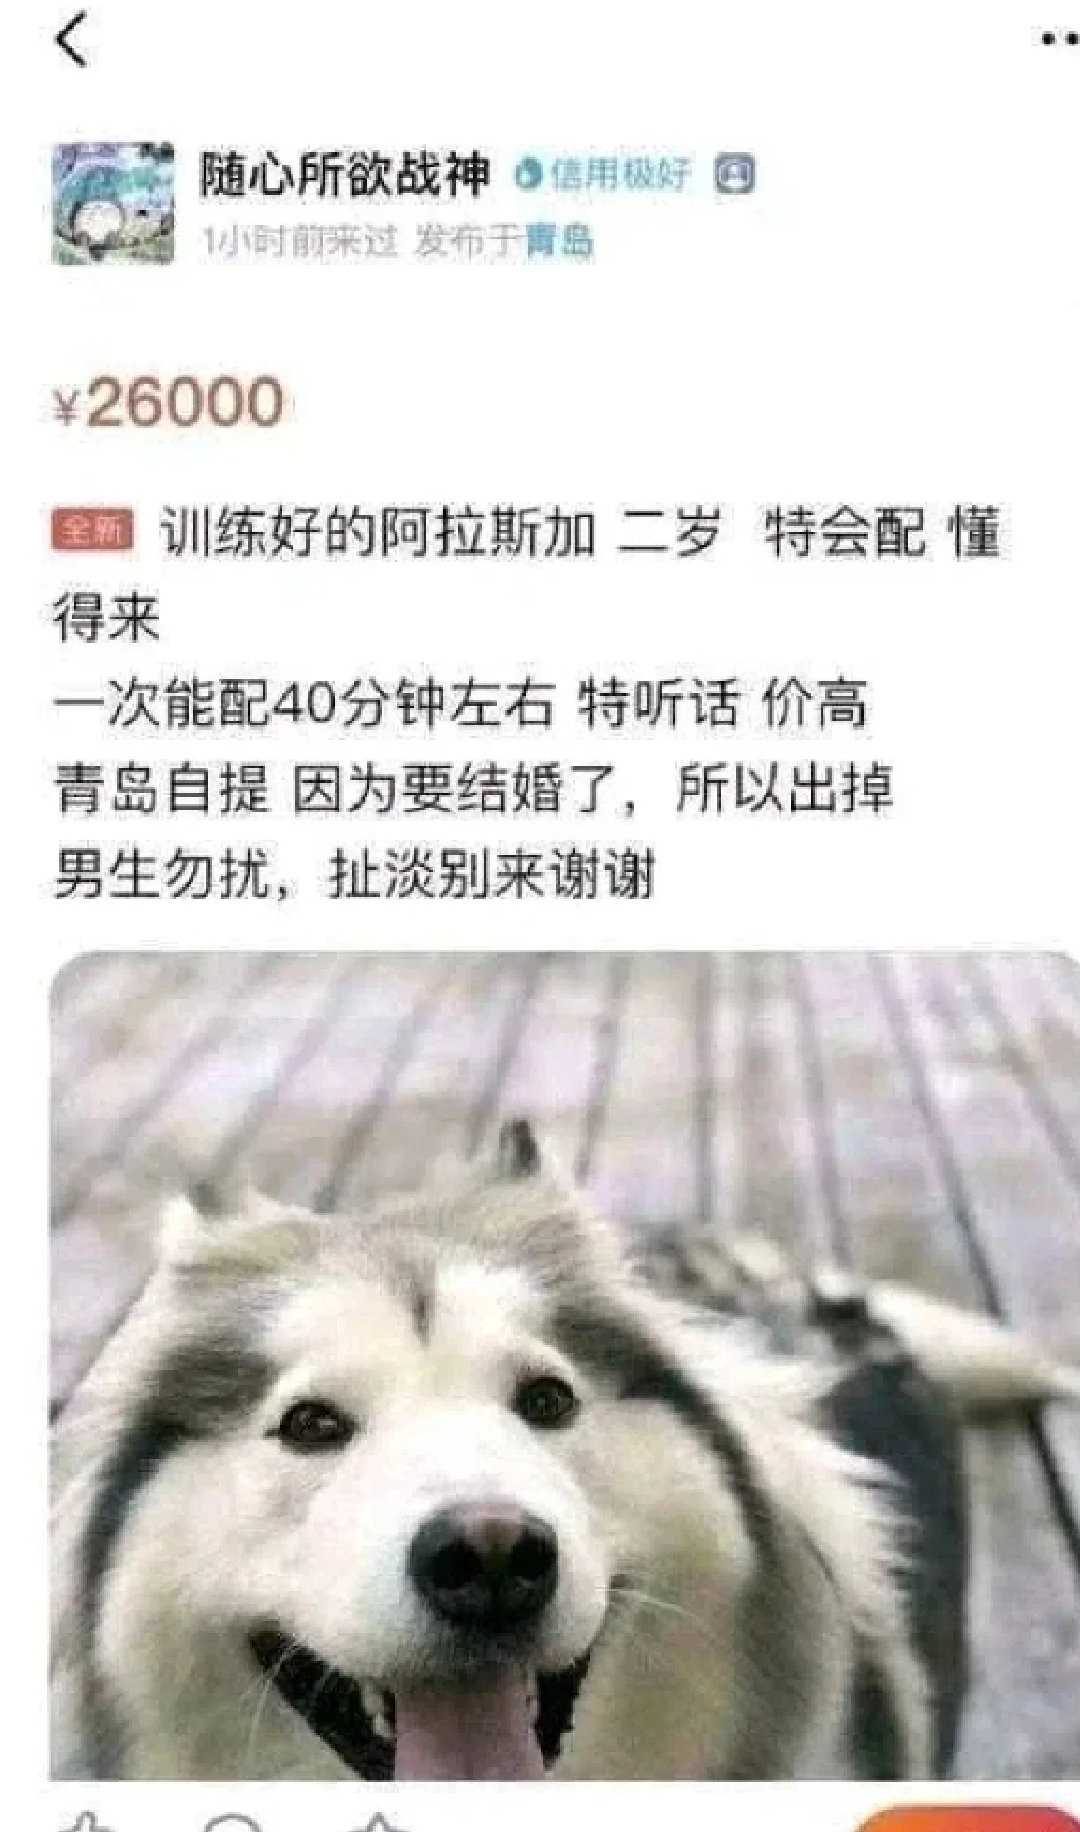 随心所欲战神 信用极好
1小时前来过 发布于青岛
¥26000
全新 训练好的阿拉斯加 二岁 特会配 懂
得来
一次能配40分钟左右 特听话 价高
青岛自提 因为要结婚了，所以出掉
男生勿扰，扯淡别来谢谢